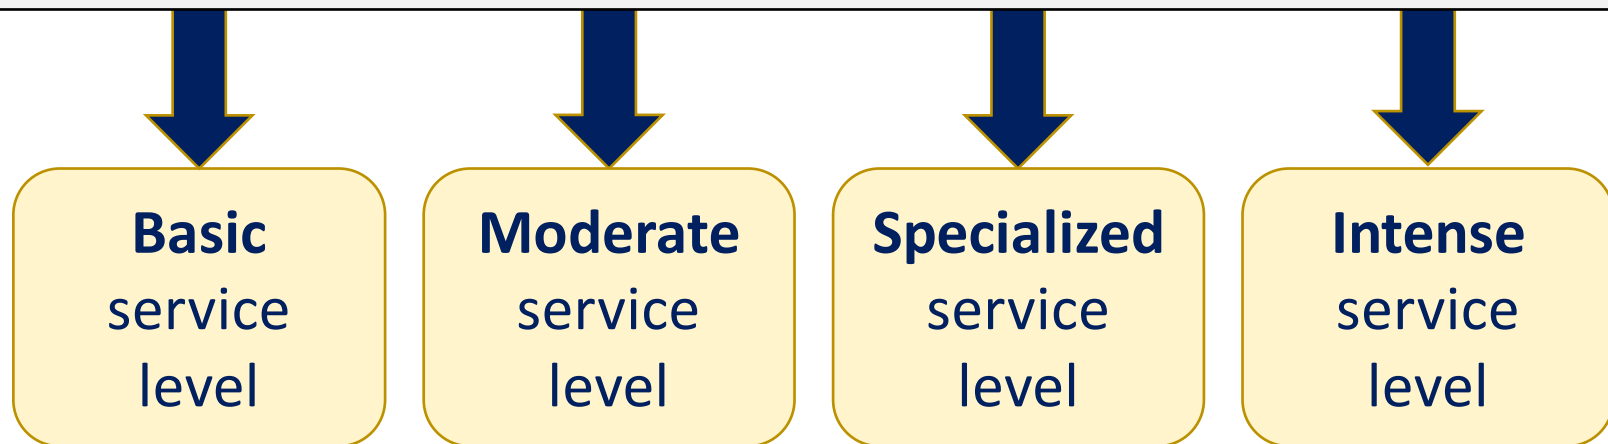 Basic
service
level
Moderate
service
level
Specialized
service
level
Intense
service
level